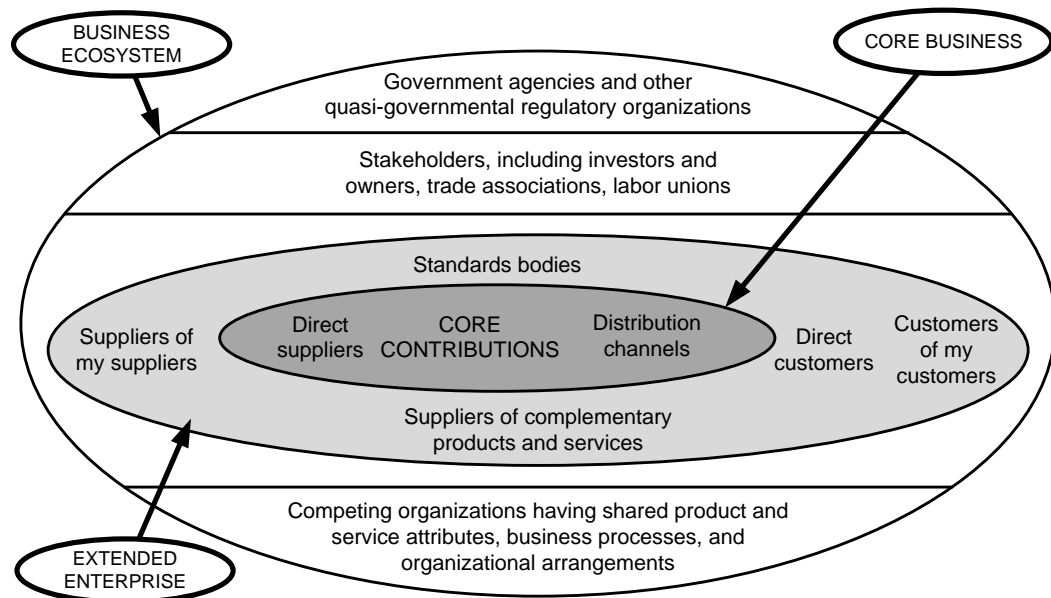 BUSINESS
ECOSYSTEM
CORE BUSINESS
Government agencies and other
quasi-governmental regulatory organizations
Stakeholders, including investors and
owners, trade associations, labor unions
Standards bodies
Suppliers of
my suppliers
Direct
suppliers
CORE
CONTRIBUTIONS
Distribution
channels
Direct
customers
Customers
of my
customers
Suppliers of complementary
products and services
Competing organizations having shared product and
service attributes, business processes, and
organizational arrangements
EXTENDED
ENTERPRISE